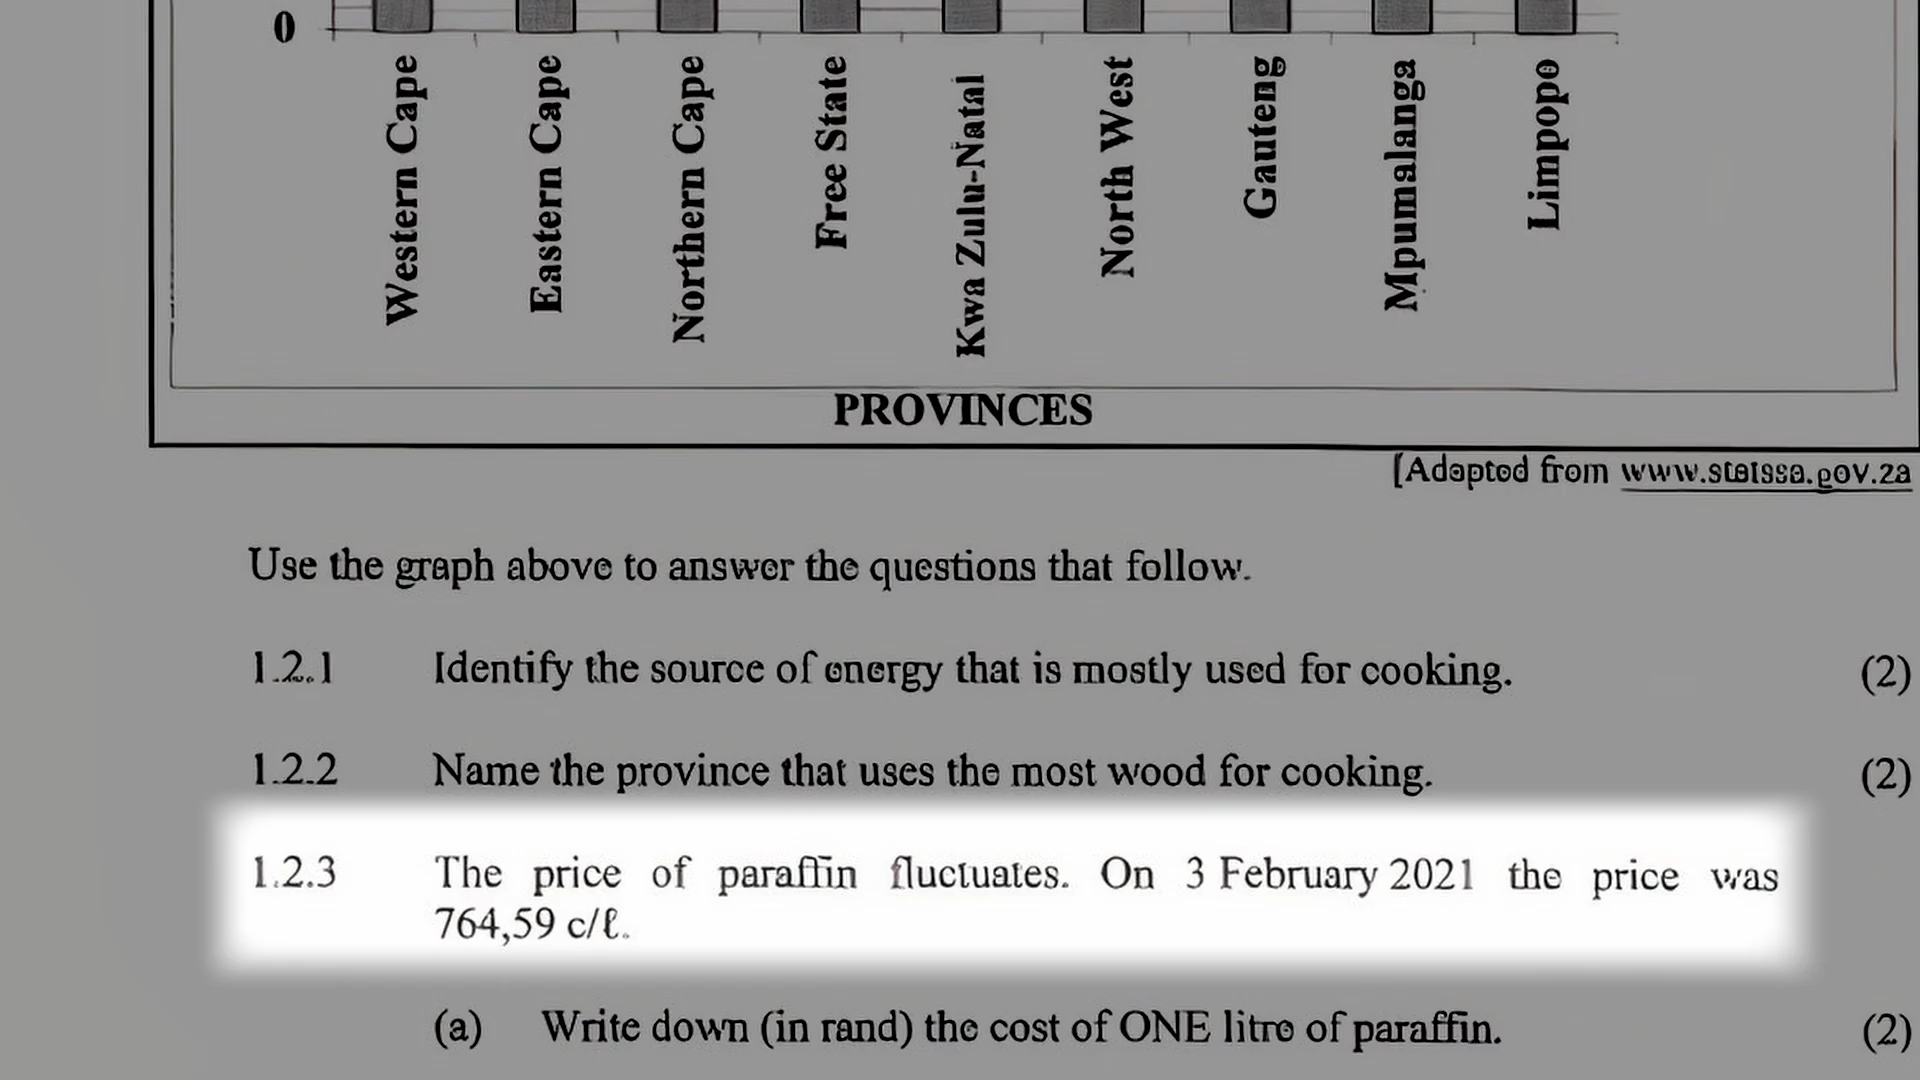 0
Western Cape
Eastern Cape
Northern Cape
Free State
Kwa Zulu-Natal
North West
Gauteng
Mpumalanga
Limpopo
PROVINCES
[Adapted from www.statssa.gov.za
Use the graph above to answer the questions that follow.
1.2.1 Identify the source of energy that is mostly used for cooking. (2)
1.2.2 Name the province that uses the most wood for cooking. (2)
1.2.3 The price of paraffin fluctuates. On 3 February 2021 the price was
764,59 c/ℓ.
(a) Write down (in rand) the cost of ONE litre of paraffin. (2)